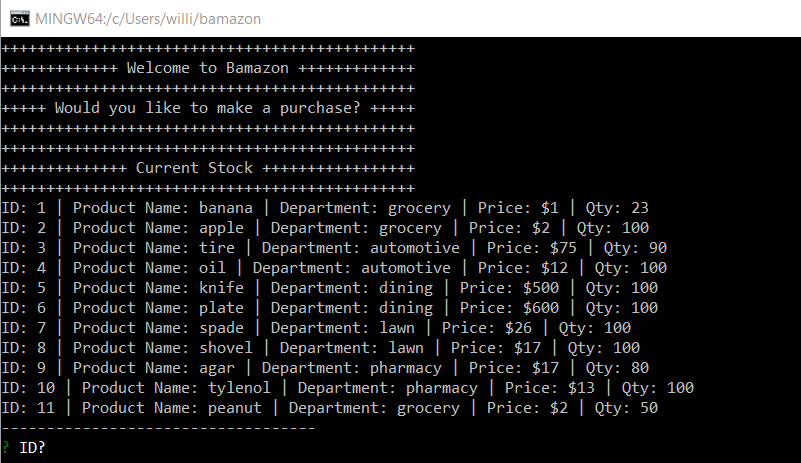 MINGW64:/c/Users/willi/bamazon
++++++++++++++++++++++++++++++++++++++++++++++
+++++++++++++ Welcome to Bamazon +++++++++++++
++++++++++++++++++++++++++++++++++++++++++++++
+++++ Would you like to make a purchase? +++++
++++++++++++++++++++++++++++++++++++++++++++++
++++++++++++++++++++++++++++++++++++++++++++++
++++++++++++++ Current Stock +++++++++++++++++
++++++++++++++++++++++++++++++++++++++++++++++
ID: 1 | Product Name: banana | Department: grocery | Price: $1 | Qty: 23
ID: 2 | Product Name: apple | Department: grocery | Price: $2 | Qty: 100
ID: 3 | Product Name: tire | Department: automotive | Price: $75 | Qty: 90
ID: 4 | Product Name: oil | Department: automotive | Price: $12 | Qty: 100
ID: 5 | Product Name: knife | Department: dining | Price: $500 | Qty: 100
ID: 6 | Product Name: plate | Department: dining | Price: $600 | Qty: 100
ID: 7 | Product Name: spade | Department: lawn | Price: $26 | Qty: 100
ID: 8 | Product Name: shovel | Department: lawn | Price: $17 | Qty: 100
ID: 9 | Product Name: agar | Department: pharmacy | Price: $17 | Qty: 80
ID: 10 | Product Name: tylenol | Department: pharmacy | Price: $13 | Qty: 100
ID: 11 | Product Name: peanut | Department: grocery | Price: $2 | Qty: 50
-----------------------------------
? ID?